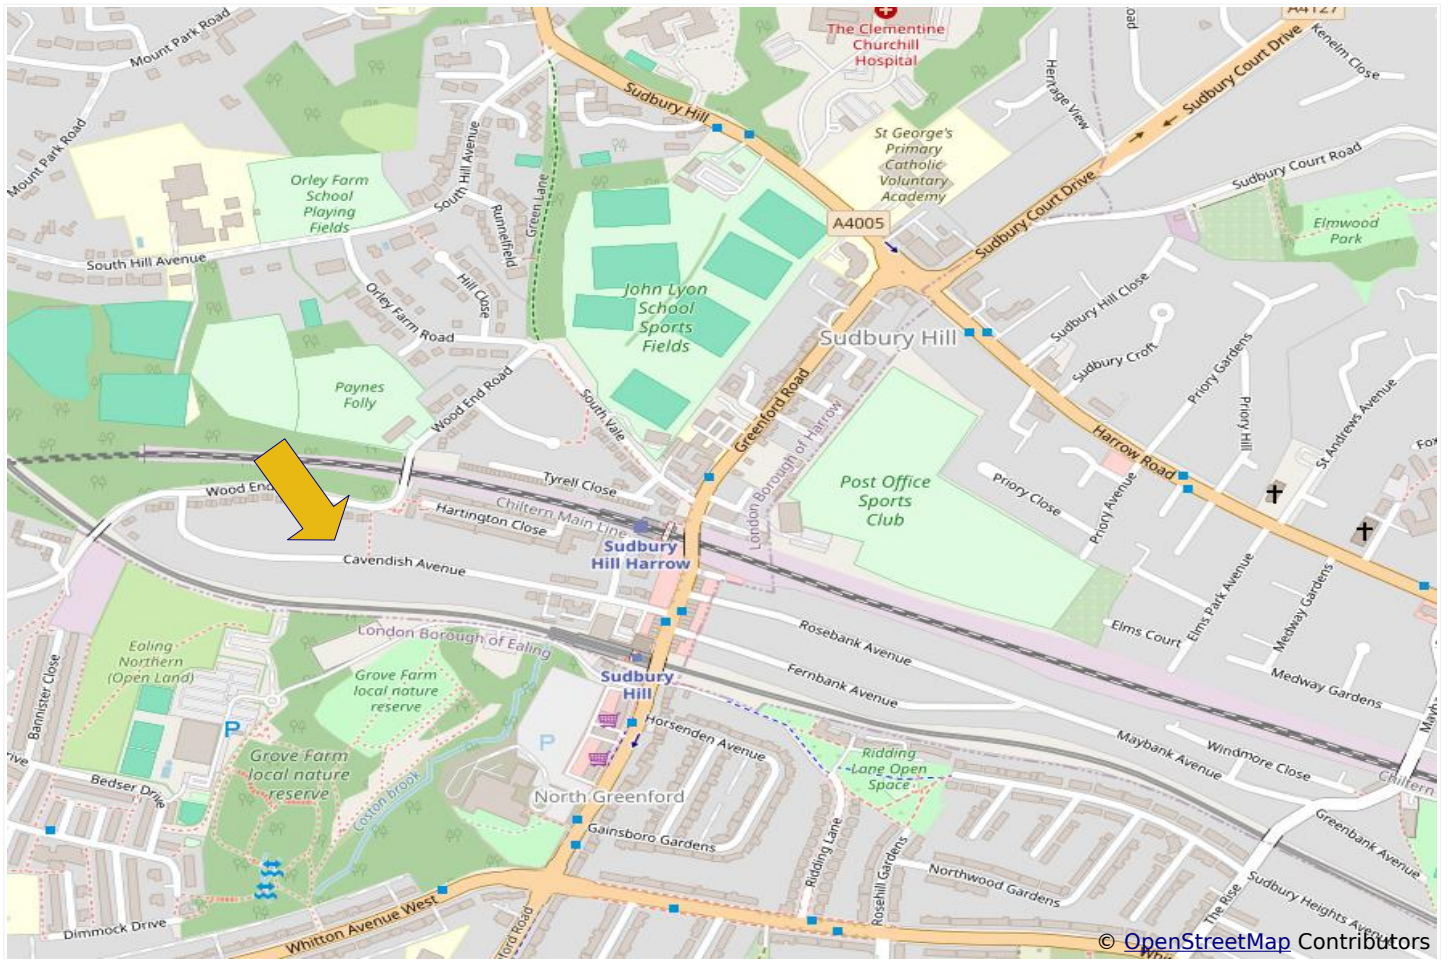 A4127
Mount Park Road
The Clementine
Churchill
Hospital
Kenelm Close
Sudbury Court Drive
Road
Sudbury Hill
Heritage View
Mount Park Road
South Hill Avenue
St George's
Primary
Catholic
Voluntary
Academy
Sudbury Court Road
Orley Farm
School
Playing
Fields
Green Lane
Runnelfield
Sudbury Court Drive
A4005
Elmwood
Park
South Hill Avenue
Hill Close
John Lyon
School
Sports
Fields
Orley Farm Road
Sudbury Hill
Sudbury Hill Close
Sudbury Croft
Priory Gardens
Paynes
Folly
Wood End Road
South Vale
Greenford Road
London Borough of Harrow
Priory Hill
St Andrews Avenue
Harrow Road
Fox
Wood End
Tyrell Close
Chiltern Main Line
Hartington Close
Post Office
Sports
Club
Priory Close
Priory Avenue
Cavendish Avenue
Sudbury
Hill Harrow
Elms Park Avenue
Medway Gardens
Elms Court
London Borough of Ealing
Rosebank Avenue
Ealing
Northern
(Open Land)
Bannister Close
Grove Farm
local nature
reserve
Sudbury
Hill
Fernbank Avenue
Medway Gardens
Mayb
P
P
Horsenden Avenue
Maybank Avenue
Windmore Close
Chiltern
rive
Bedser Drive
Grove Farm
local nature
reserve
Coston brook
Ridding
Lane Open
Space
North Greenford
Gainsboro Gardens
Ridding Lane
Rosehill Gardens
Northwood Gardens
Greenbank Avenue
The Rise
Sudbury Heights Avenue
Dimmock Drive
Whitton Avenue West
ford Road
Whit
© OpenStreetMap Contributors